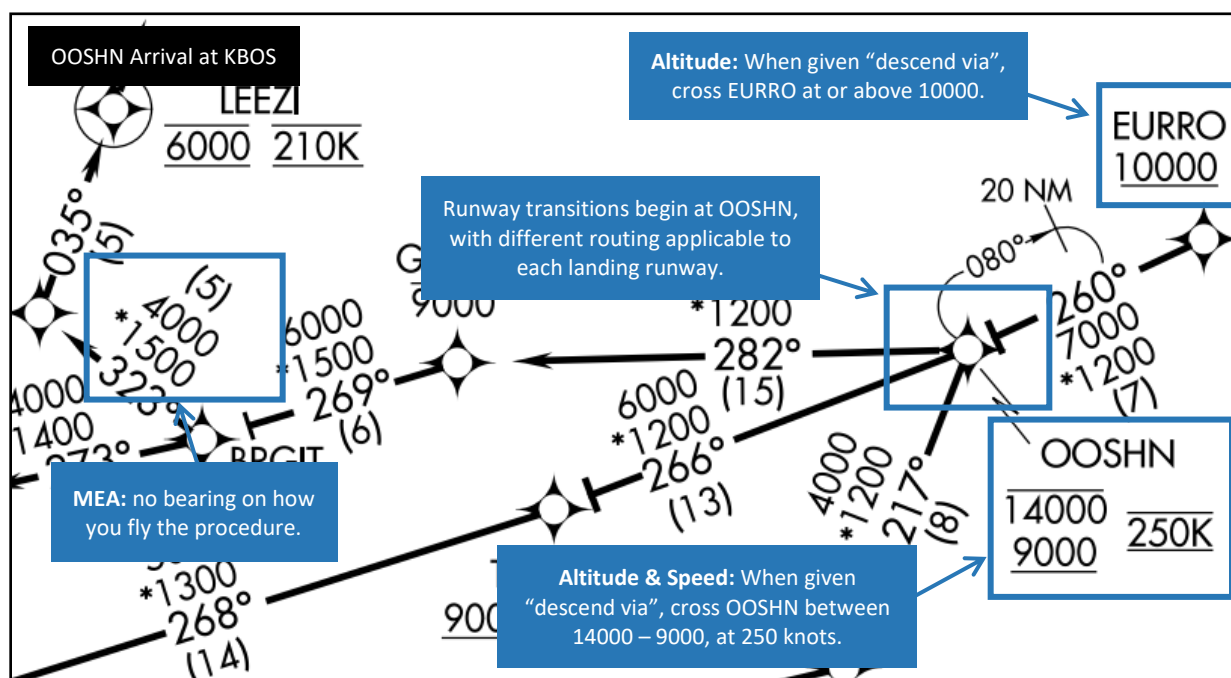 OOSHN Arrival at KBOS
LEEZI
6000 210K
035°
(5)
Altitude: When given “descend via”,
cross EURRO at or above 10000.
EURRO
10000
20 NM
080°
Runway transitions begin at OOSHN,
with different routing applicable to
each landing runway.
G
9000
*1200
282°
(15)
260°
7000
*1200
(7)
(5)
4000
*1500
323°
6000
*1500
269°
(6)
4000
1400
273°
BRGIT
6000
*1200
266°
(13)
4000
*1200
217°
(8)
OOSHN
14000
9000
250K
MEA: no bearing on how
you fly the procedure.
*1300
268°
(14)
Altitude & Speed: When given
“descend via”, cross OOSHN between
14000 – 9000, at 250 knots.